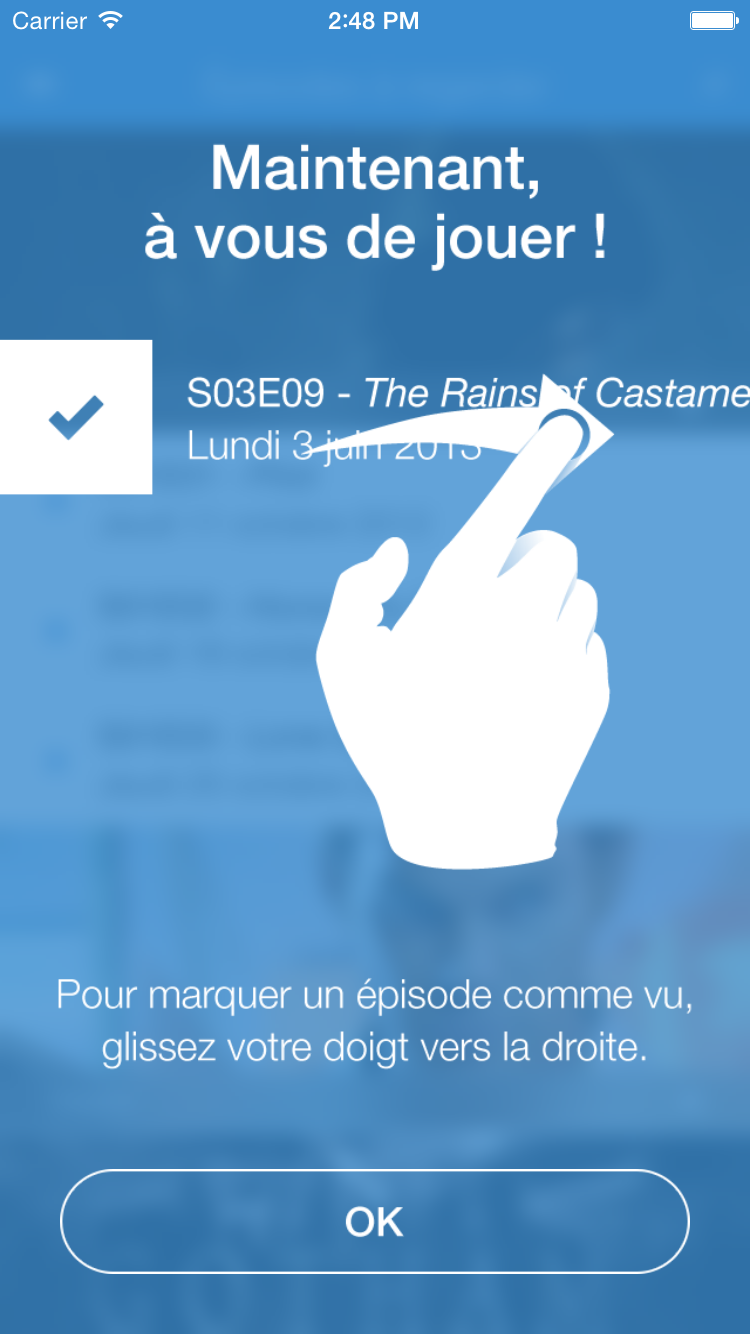 Carrier 2:48 PM
Maintenant,
à vous de jouer !
S03E09 - The Rains of Castame
Lundi 3 juin 2013
Pour marquer un épisode comme vu,
glissez votre doigt vers la droite.
OK